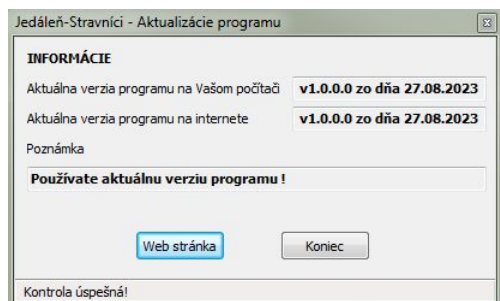 Jedáleň-Stravníci - Aktualizácie programu
INFORMÁCIE
Aktuálna verzia programu na Vašom počítači v1.0.0.0 zo dňa 27.08.2023
Aktuálna verzia programu na internete v1.0.0.0 zo dňa 27.08.2023
Poznámka
Používate aktuálnu verziu programu !
Web stránka Koniec
Kontrola úspešná!